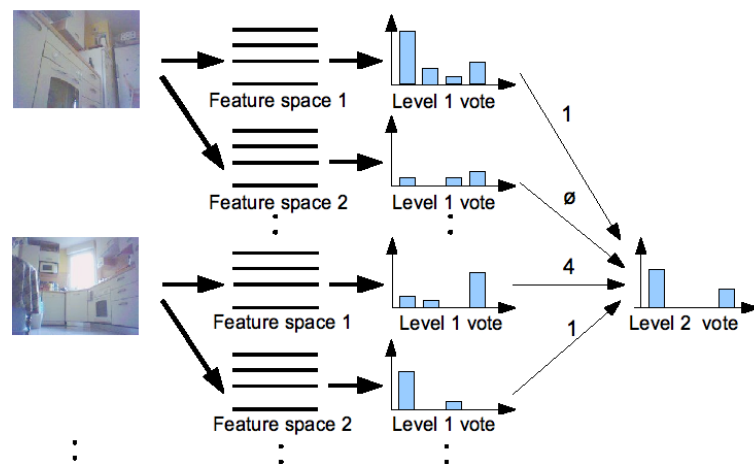 Feature space 1
Level 1 vote
1
Feature space 2
Level 1 vote
ø
4
Feature space 1
Level 1 vote
Level 2 vote
1
Feature space 2
Level 1 vote